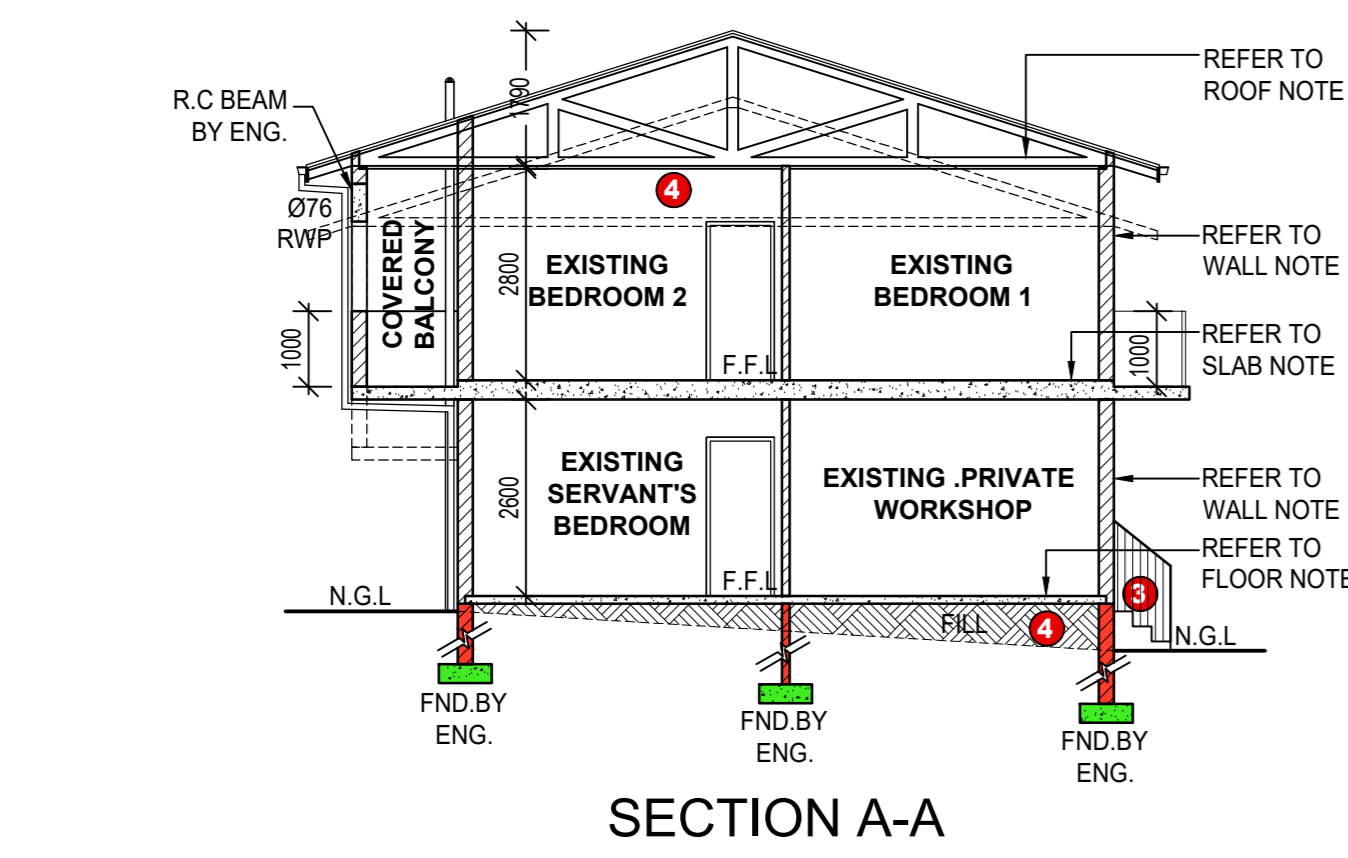 1790
REFER TO
ROOF NOTE
R.C BEAM
BY ENG.
4
Ø76
RWP
COVERED
BALCONY
2800
EXISTING
BEDROOM 2
EXISTING
BEDROOM 1
REFER TO
WALL NOTE
1000
F.F.L
1000
REFER TO
SLAB NOTE
2600
EXISTING
SERVANT'S
BEDROOM
EXISTING .PRIVATE
WORKSHOP
REFER TO
WALL NOTE
REFER TO
FLOOR NOTE
F.F.L
3
N.G.L
FILL
4
N.G.L
FND.BY
ENG.
FND.BY
ENG.
FND.BY
ENG.
SECTION A-A